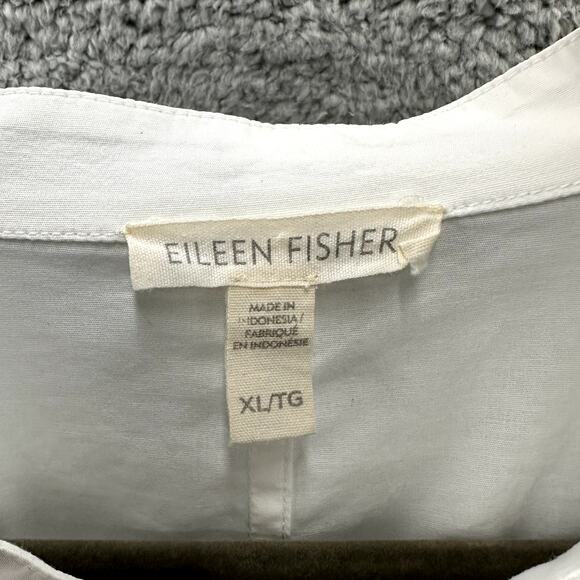 EILEEN FISHER
MADE IN
INDONESIA/
FABRIQUÉ
EN INDONÉSIE
XL/TG